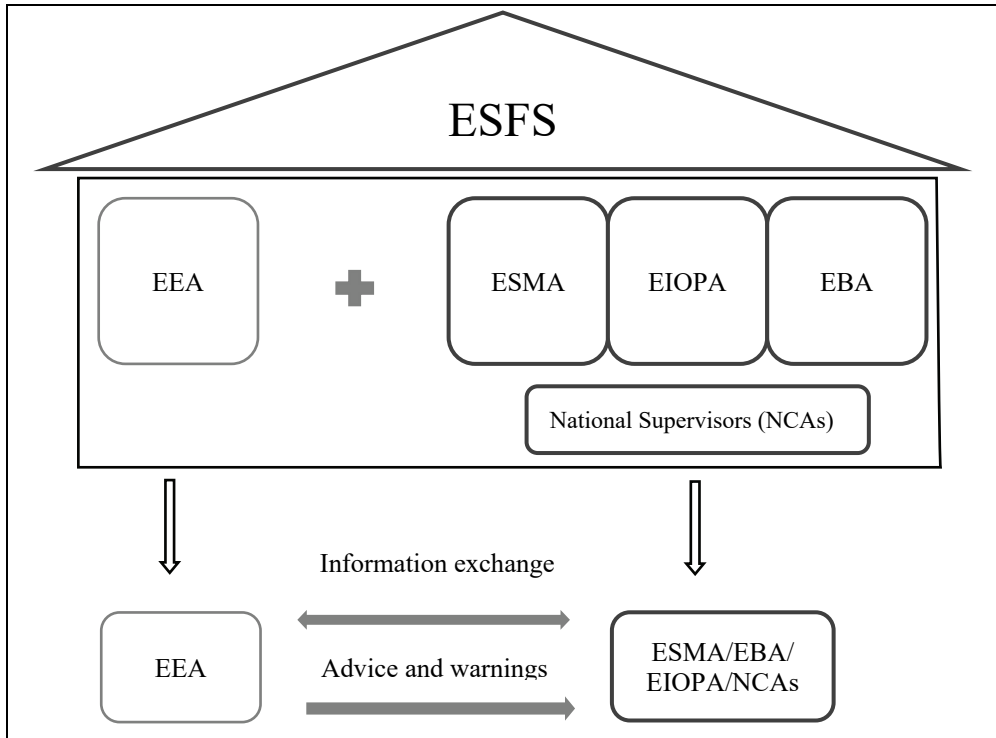 ESFS
EEA
ESMA
EIOPA
EBA
National Supervisors (NCAs)
Information exchange
EEA
Advice and warnings
ESMA/EBA/
EIOPA/NCAs